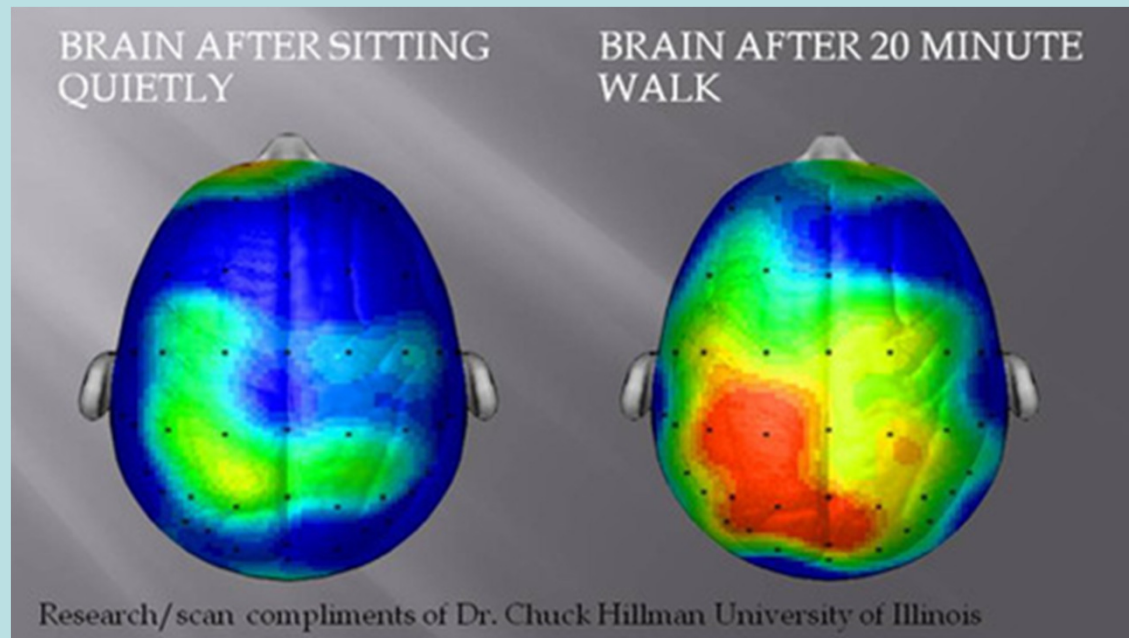 BRAIN AFTER SITTING
QUIETLY
BRAIN AFTER 20 MINUTE
WALK
Research/scan compliments of Dr. Chuck Hillman University of Illinois